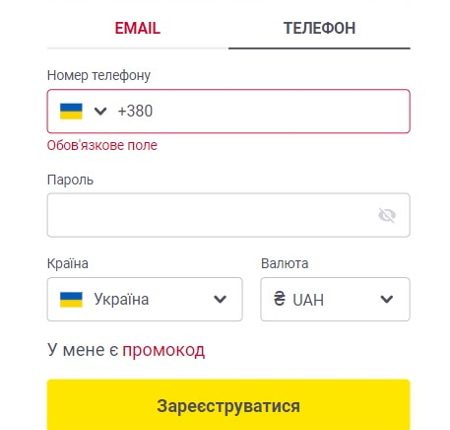 EMAIL ТЕЛЕФОН
Номер телефону
+380
Обов'язкове поле
Пароль
Країна Валюта
Україна ₴ UAH
У мене є промокод
Зареєструватися